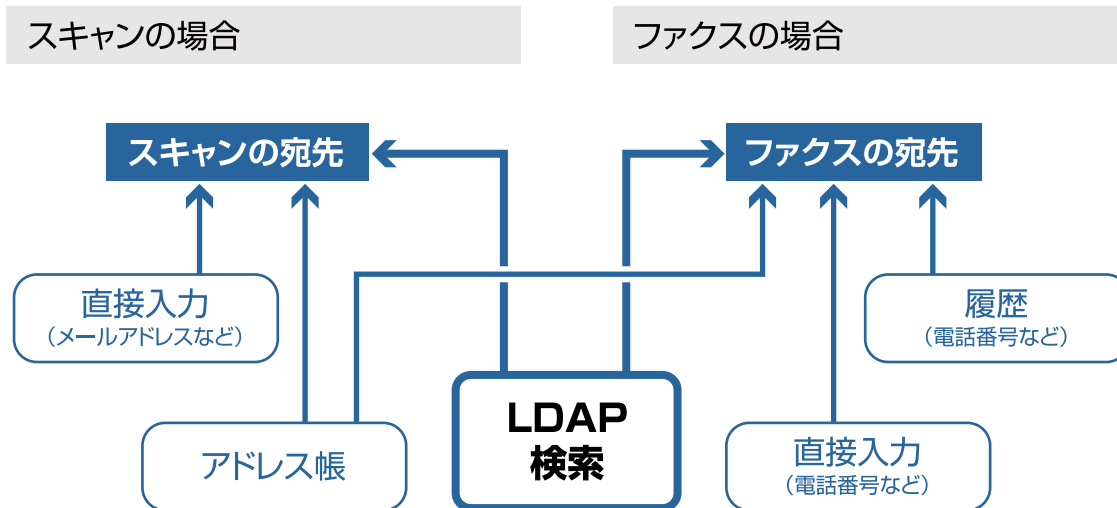 スキャンの場合
ファクスの場合
スキャンの宛先
ファクスの宛先
直接入力
（メールアドレスなど）
履歴
（電話番号など）
アドレス帳
LDAP
検索
直接入力
（電話番号など）